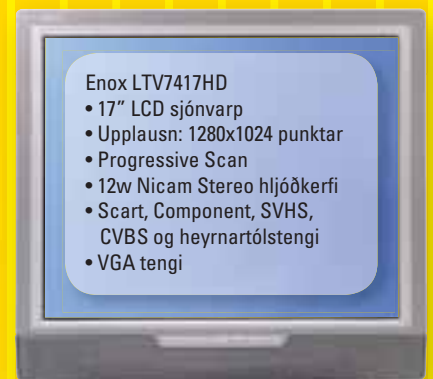 Enox LTV7417HD
• 17” LCD sjónvarp
• Upplausn: 1280x1024 punktar
• Progressive Scan
• 12w Nicam Stereo hljóðkerfi
• Scart, Component, SVHS,
CVBS og heyrnartólstengi
• VGA tengi